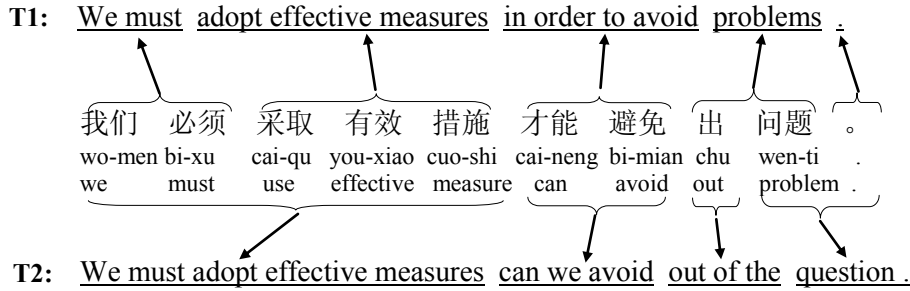 T1: We must adopt effective measures in order to avoid problems .
我们 必须 采取 有效 措施 才能 避免 出 问题 。
wo-men bi-xu cai-qu you-xiao cuo-shi cai-neng bi-mian chu wen-ti .
we must use effective measure can avoid out problem .
T2: We must adopt effective measures can we avoid out of the question .